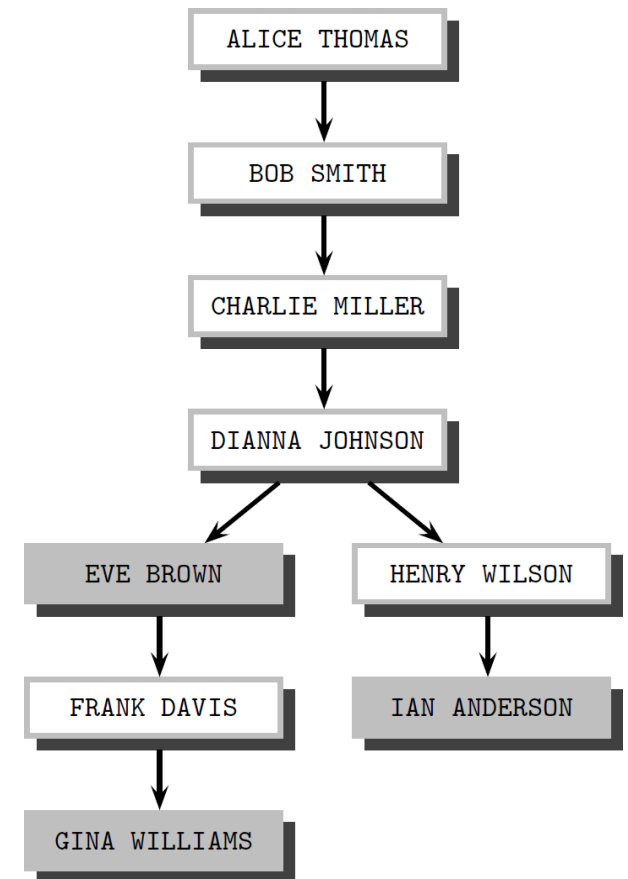 ALICE THOMAS
BOB SMITH
CHARLIE MILLER
DIANNA JOHNSON
EVE BROWN
HENRY WILSON
FRANK DAVIS
IAN ANDERSON
GINA WILLIAMS